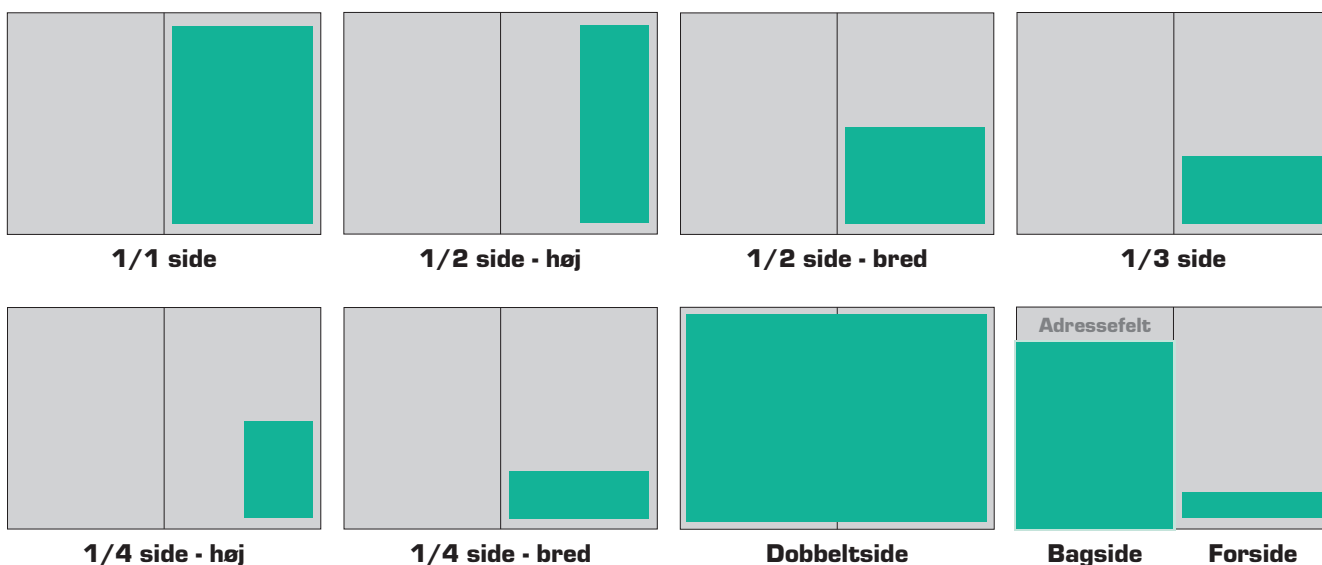 1/1 side
1/2 side - høj
1/2 side - bred
1/3 side
Adressefelt
1/4 side - høj
1/4 side - bred
Dobbeltside
Bagside
Forside